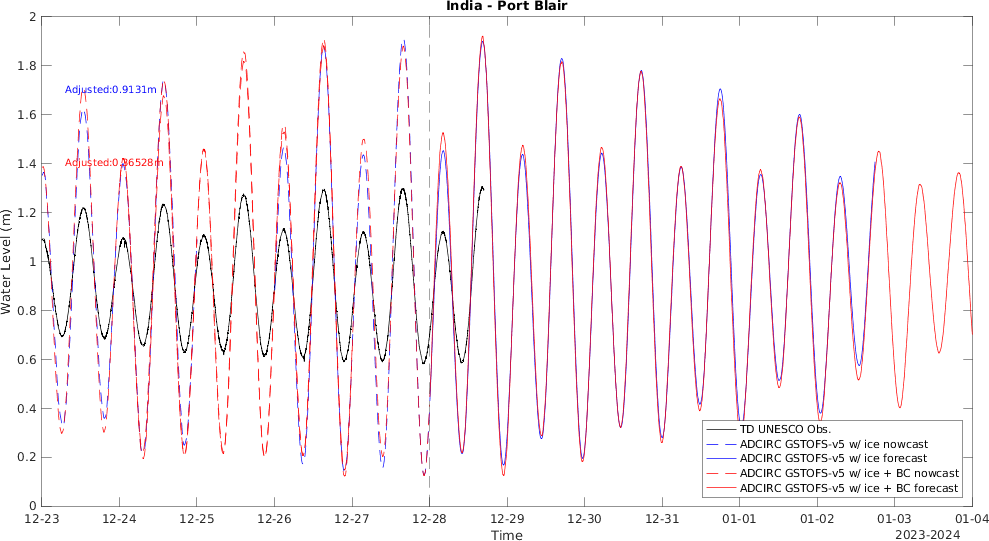 India - Port Blair
2
1.8
1.6
1.4
1.2
1
0.8
0.6
0.4
0.2
0
Water Level (m)
Adjusted:0.9131m
Adjusted:0.86528m
TD UNESCO Obs.
ADCIRC GSTOFS-v5 w/ ice nowcast
ADCIRC GSTOFS-v5 w/ ice forecast
ADCIRC GSTOFS-v5 w/ ice + BC nowcast
ADCIRC GSTOFS-v5 w/ ice + BC forecast
12-23 12-24 12-25 12-26 12-27 12-28 12-29 12-30 12-31 01-01 01-02 01-03 01-04
Time
2023-2024